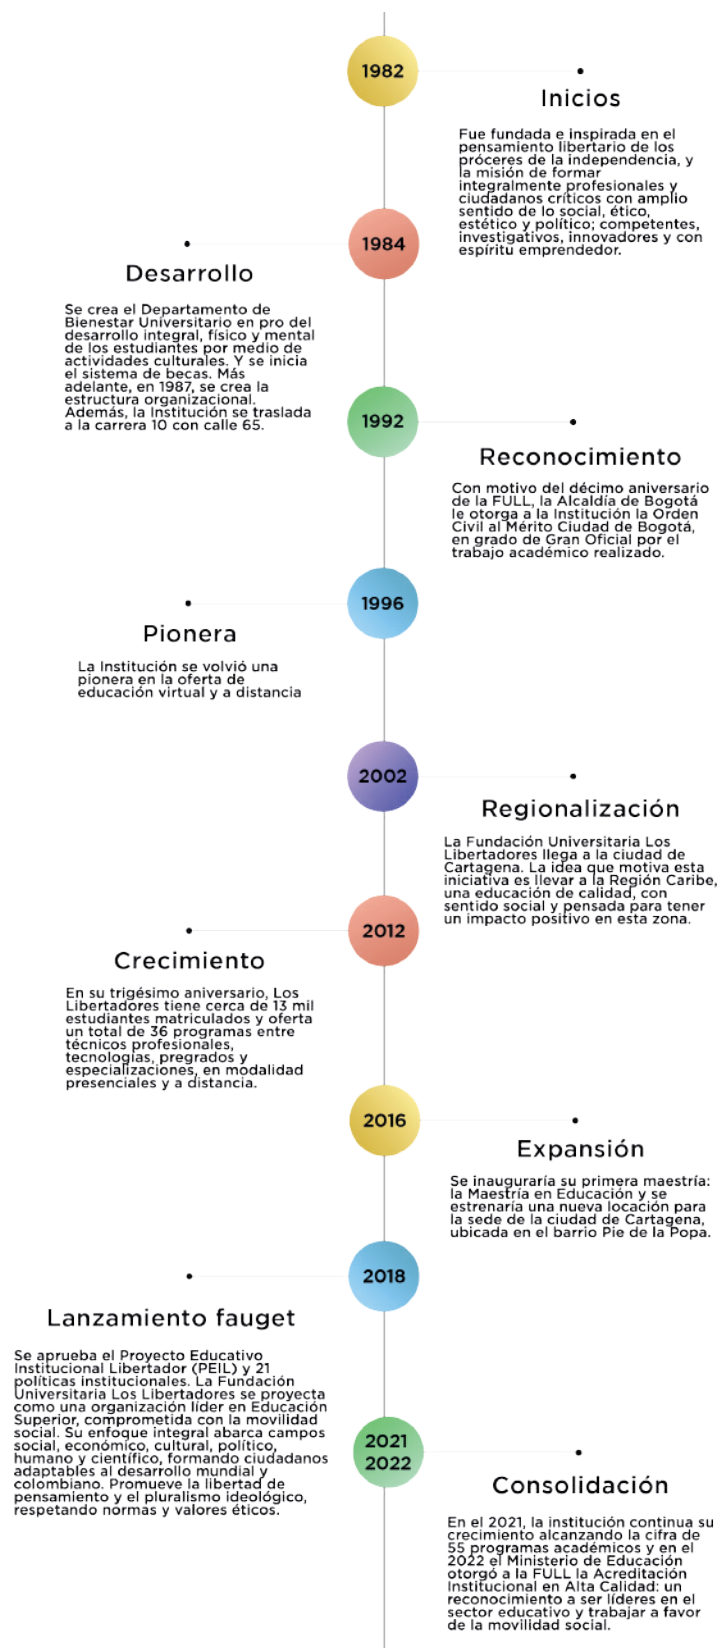 1982
Inicios
Fue fundada e inspirada en el
pensamiento libertario de los
próceres de la independencia, y
la misión de formar
integralmente profesionales y
ciudadanos críticos con amplio
sentido de lo social, ético,
estético y político; competentes,
investigativos, innovadores y con
espíritu emprendedor.
1984
Desarrollo
Se crea el Departamento de
Bienestar Universitario en pro del
desarrollo integral, físico y mental
de los estudiantes por medio de
actividades culturales. Y se inicia
el sistema de becas. Más
adelante, en 1987, se crea la
estructura organizacional.
Además, la Institución se traslada
a la carrera 10 con calle 65.
1992
Reconocimiento
Con motivo del décimo aniversario
de la FULL, la Alcaldía de Bogotá
le otorga a la Institución la Orden
Civil al Mérito Ciudad de Bogotá,
en grado de Gran Oficial por el
trabajo académico realizado.
1996
Pionera
La Institución se volvió una
pionera en la oferta de
educación virtual y a distancia
2002
Regionalización
La Fundación Universitaria Los
Libertadores llega a la ciudad de
Cartagena. La idea que motiva esta
iniciativa es llevar a la Región Caribe,
una educación de calidad, con
sentido social y pensada para tener
un impacto positivo en esta zona.
2012
Crecimiento
En su trigésimo aniversario, Los
Libertadores tiene cerca de 13 mil
estudiantes matriculados y oferta
un total de 36 programas entre
técnicos profesionales,
tecnologías, pregrados y
especializaciones, en modalidad
presenciales y a distancia.
2016
Expansión
Se inauguraría su primera maestría:
la Maestría en Educación y se
estrenaría una nueva locación para
la sede de la ciudad de Cartagena,
ubicada en el barrio Pie de la Popa.
2018
Lanzamiento fauget
Se aprueba el Proyecto Educativo
Institucional Libertador (PEIL) y 21
políticas institucionales. La Fundación
Universitaria Los Libertadores se proyecta
como una organización líder en Educación
Superior, comprometida con la movilidad
social. Su enfoque integral abarca campos
social, económico, cultural, político,
humano y científico, formando ciudadanos
adaptables al desarrollo mundial y
colombiano. Promueve la libertad de
pensamiento y el pluralismo ideológico,
respetando normas y valores éticos.
2021
2022
Consolidación
En el 2021, la institución continua su
crecimiento alcanzando la cifra de
55 programas académicos y en el
2022 el Ministerio de Educación
otorgó a la FULL la Acreditación
Institucional en Alta Calidad: un
reconocimiento a ser líderes en el
sector educativo y trabajar a favor
de la movilidad social.